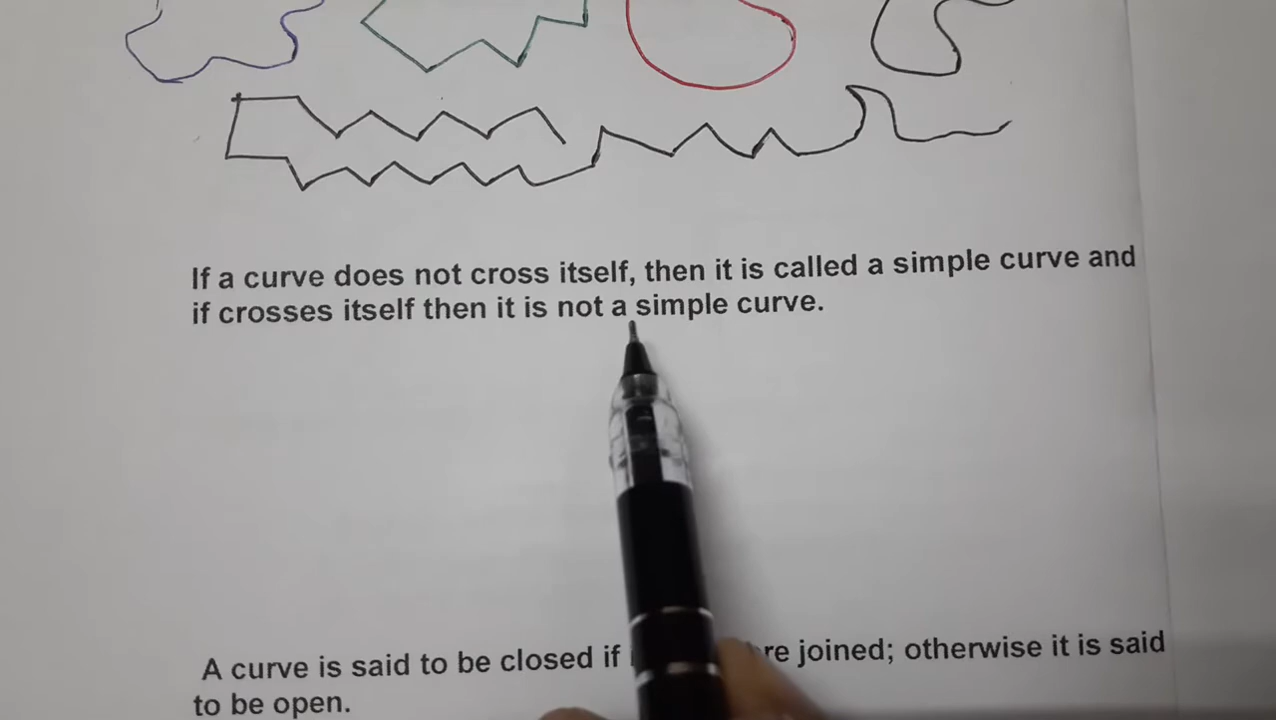 If a curve does not cross itself, then it is called a simple curve and
if crosses itself then it is not a simple curve.
A curve is said to be closed if re joined; otherwise it is said
to be open.